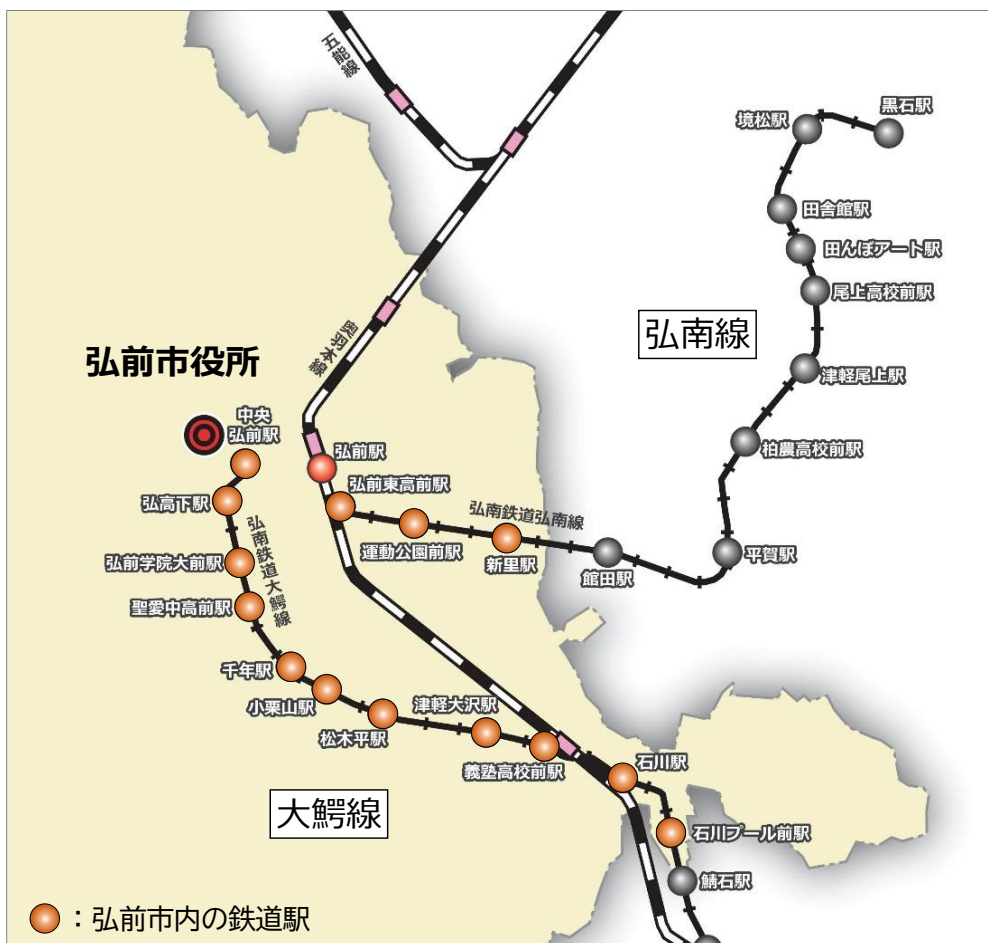 五能線
黒石駅
境松駅
田舎館駅
田んぼアート駅
尾上高校前駅
奥羽本線
弘南線
弘前市役所
津軽尾上駅
中央
弘前駅
柏農高校前駅
弘前駅
弘前東高前駅
弘高下駅
弘南鉄道弘南線
弘南鉄道大鰐線
運動公園前駅
新里駅
館田駅
平賀駅
弘前学院大前駅
聖愛中高前駅
千年駅
小栗山駅
津軽大沢駅
松木平駅
義塾高校前駅
石川駅
大鰐線
石川プール前駅
鯖石駅
：弘前市内の鉄道駅